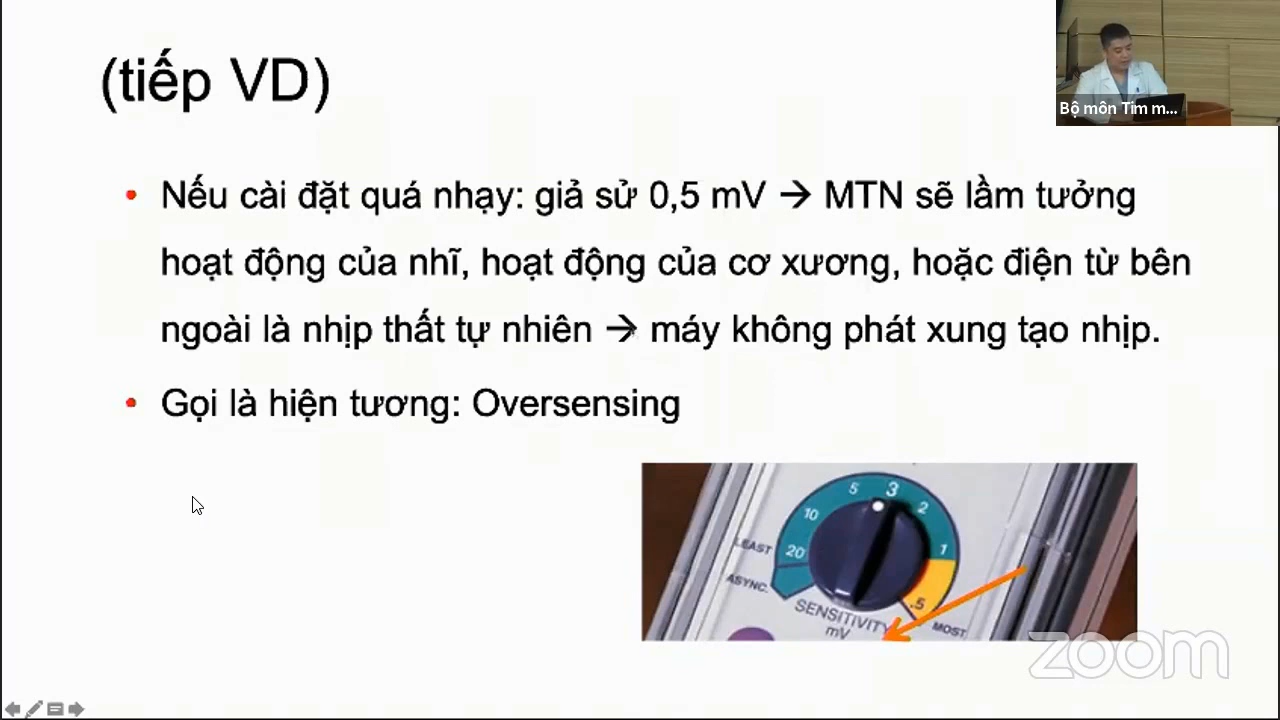 (tiếp VD)
Bộ môn Tim m...
• Nếu cài đặt quá nhạy: giả sử 0,5 mV → MTN sẽ lầm tưởng
hoạt động của nhĩ, hoạt động của cơ xương, hoặc điện từ bên
ngoài là nhịp thất tự nhiên → máy không phát xung tạo nhịp.
• Gọi là hiện tương: Oversensing
5 3 2
10
LEAST 20 1
ASYNC. .5
SENSITIVITY MOST
mV
zoom